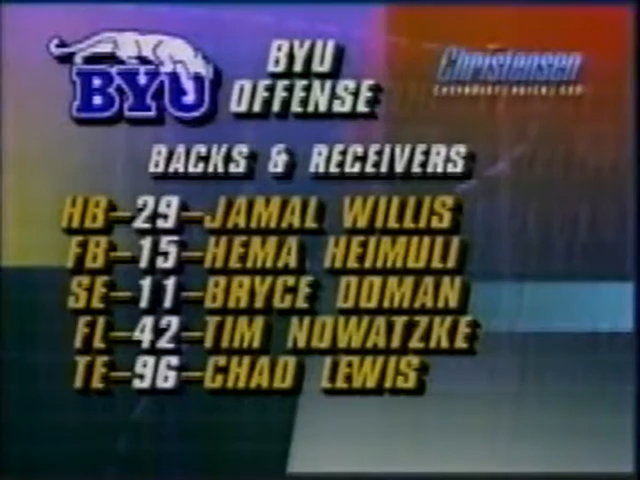 BYU
BYU
OFFENSE
Christensen
BACKS & RECEIVERS
HB-29-JAMAL WILLIS
FB-15-HEMA HEIMULI
SE-11-BRYCE DOMAN
FL-42-TIM NOWATZKE
TE-96-CHAD LEWIS